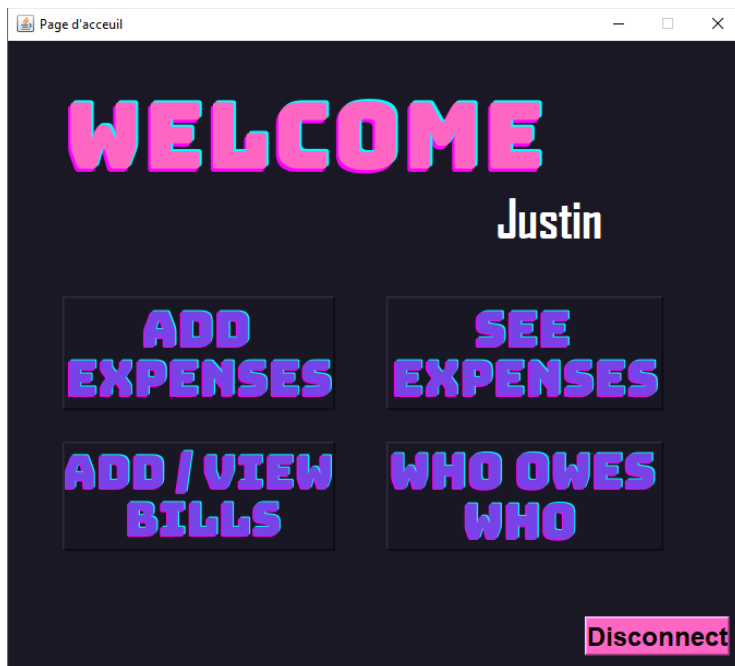 Page d'acceuil
WELCOME
Justin
ADD
EXPENSES
SEE
EXPENSES
ADD / VIEW
BILLS
WHO OWES
WHO
Disconnect